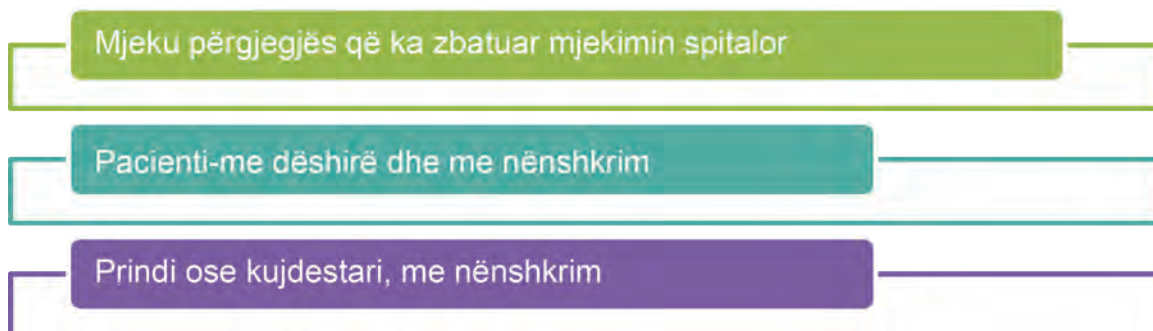 Mjeku përgjegjës që ka zbatuar mjekimin spitalor
Pacienti-me dëshirë dhe me nënshkrim
Prindi ose kujdestari, me nënshkrim